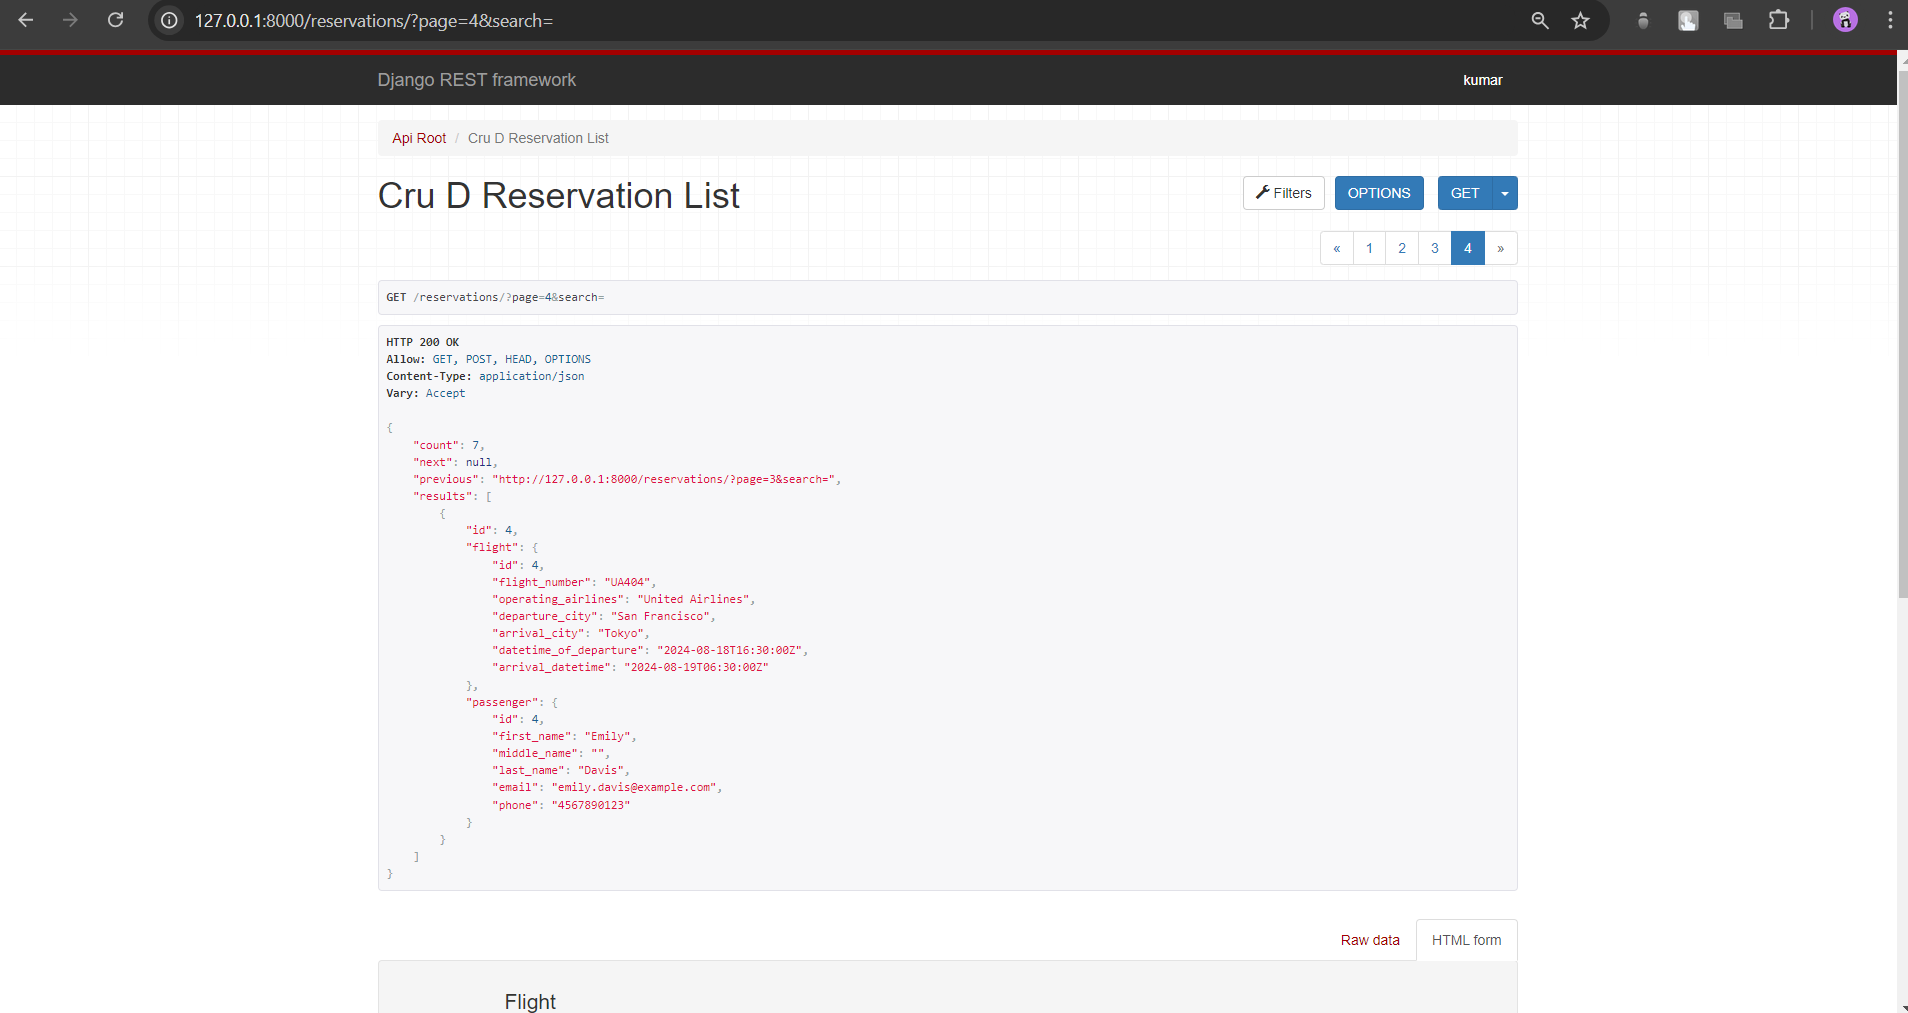 127.0.0.1:8000/reservations/?page=4&search=
Django REST framework
kumar
Api Root / Cru D Reservation List
Cru D Reservation List
Filters
OPTIONS
GET
« 1 2 3 4 »
GET /reservations/?page=4&search=
HTTP 200 OK
Allow: GET, POST, HEAD, OPTIONS
Content-Type: application/json
Vary: Accept
{
    "count": 7,
    "next": null,
    "previous": "http://127.0.0.1:8000/reservations/?page=3&search=",
    "results": [
        {
            "id": 4,
            "flight": {
                "id": 4,
                "flight_number": "UA404",
                "operating_airlines": "United Airlines",
                "departure_city": "San Francisco",
                "arrival_city": "Tokyo",
                "datetime_of_departure": "2024-08-18T16:30:00Z",
                "arrival_datetime": "2024-08-19T06:30:00Z"
            },
            "passenger": {
                "id": 4,
                "first_name": "Emily",
                "middle_name": "",
                "last_name": "Davis",
                "email": "emily.davis@example.com",
                "phone": "4567890123"
            }
        }
    ]
}
Raw data
HTML form
Flight